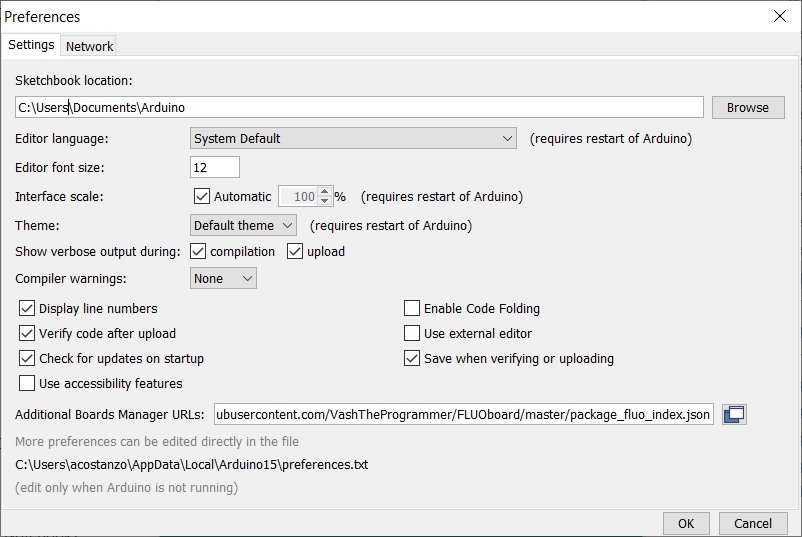 Preferences
Settings Network
Sketchbook location:
C:\Users\Documents\Arduino Browse
Editor language: System Default (requires restart of Arduino)
Editor font size: 12
Interface scale: Automatic 100 % (requires restart of Arduino)
Theme: Default theme (requires restart of Arduino)
Show verbose output during: compilation upload
Compiler warnings: None
Display line numbers Enable Code Folding
Verify code after upload Use external editor
Check for updates on startup Save when verifying or uploading
Use accessibility features
Additional Boards Manager URLs: ubusercontent.com/VashTheProgrammer/FLUOboard/master/package_fluo_index.json
More preferences can be edited directly in the file
C:\Users\acostanzo\AppData\Local\Arduino15\preferences.txt
(edit only when Arduino is not running)
OK Cancel